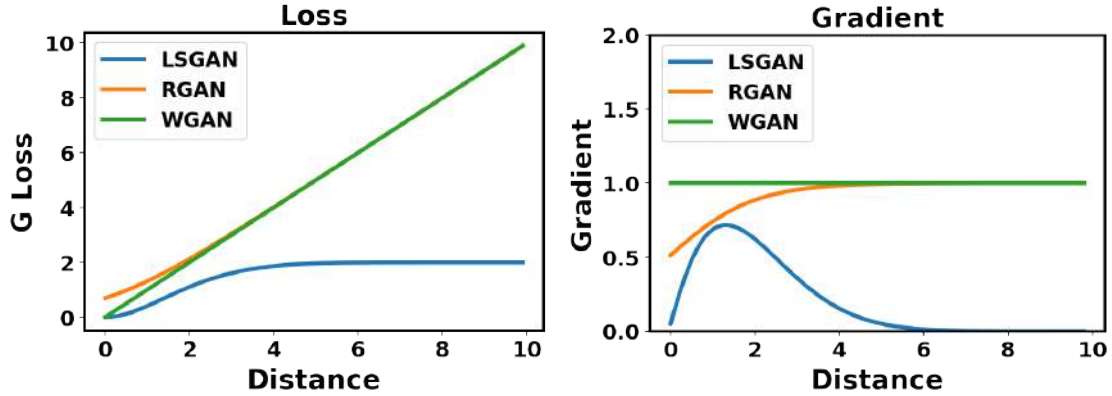 Loss
G Loss
10
8
6
4
2
0
LSGAN
RGAN
WGAN
0 2 4 6 8 10
Distance
Gradient
Gradient
2.0
1.5
1.0
0.5
0.0
LSGAN
RGAN
WGAN
0 2 4 6 8 10
Distance